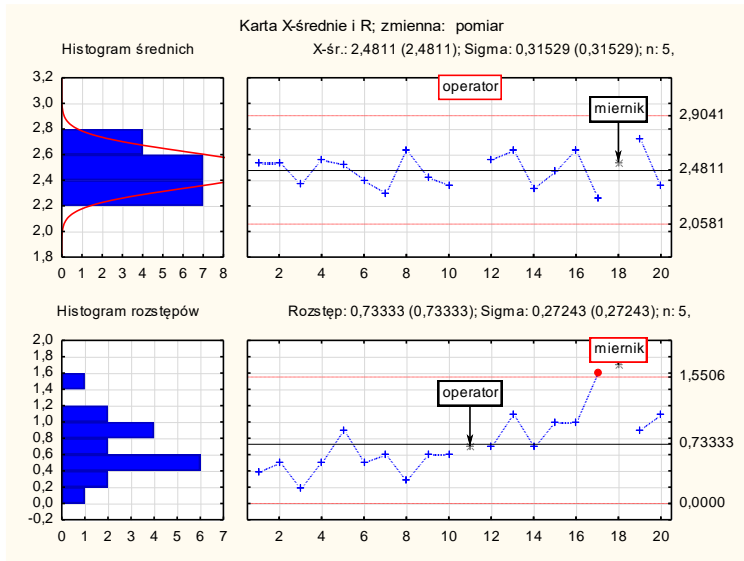 Karta X-średnie i R; zmienna: pomiar
Histogram średnich
X-śr.: 2,4811 (2,4811); Sigma: 0,31529 (0,31529); n: 5,
3,2
3,0
2,8
2,6
2,4
2,2
2,0
1,8
0 1 2 3 4 5 6 7 8
operator
miernik
2,9041
2,4811
2,0581
2 4 6 8 10 12 14 16 18 20
Histogram rozstępów
Rozstęp: 0,73333 (0,73333); Sigma: 0,27243 (0,27243); n: 5,
2,0
1,8
1,6
1,4
1,2
1,0
0,8
0,6
0,4
0,2
0,0
-0,2
0 1 2 3 4 5 6 7
miernik
operator
1,5506
0,73333
0,0000
2 4 6 8 10 12 14 16 18 20